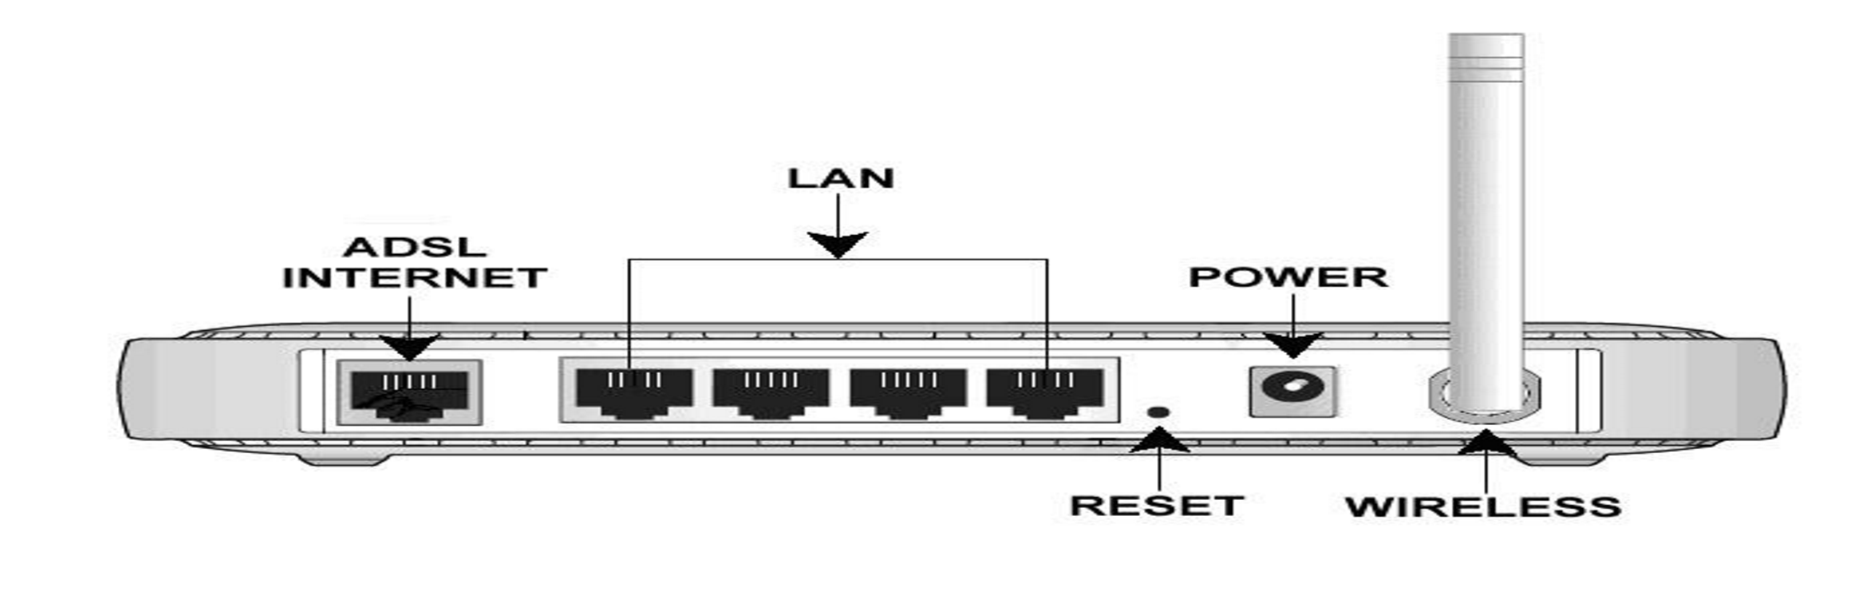 LAN
ADSL
INTERNET
POWER
RESET
WIRELESS